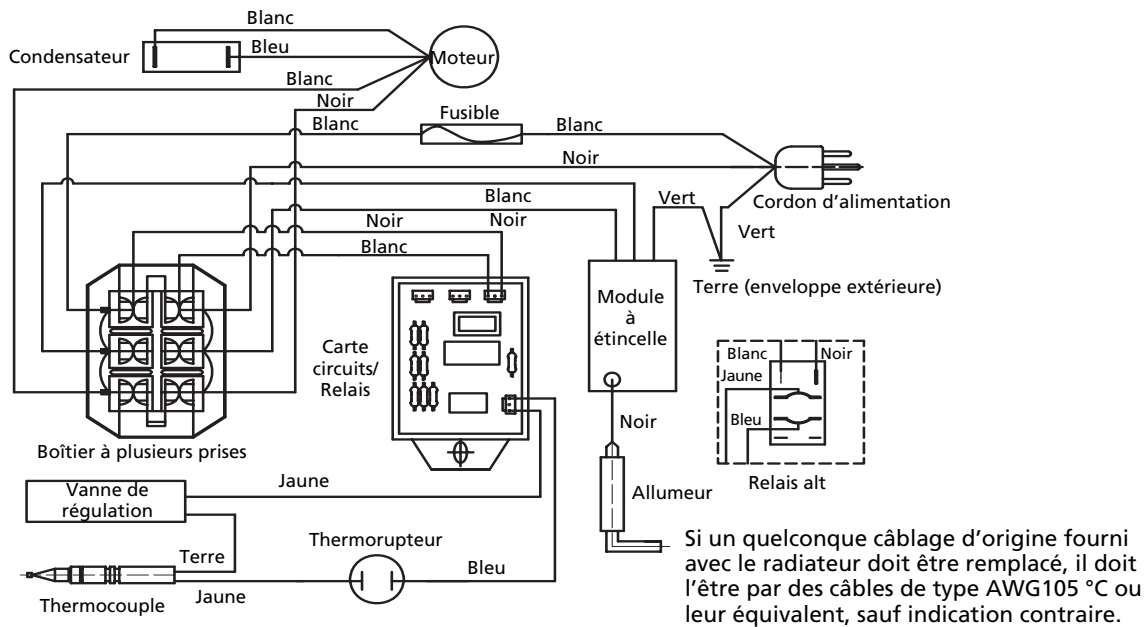 Blanc
Condensateur
Bleu
Moteur
Blanc
Noir
Fusible
Blanc
Blanc
Noir
Cordon d'alimentation
Blanc
Vert
Noir
Noir
Vert
Blanc
Terre (enveloppe extérieure)
Module
à
étincelle
Carte
circuits/
Relais
Blanc
Noir
Jaune
Bleu
Noir
Boîtier à plusieurs prises
Relais alt
Jaune
Vanne de
régulation
Allumeur
Thermorupteur
Terre
Bleu
Jaune
Thermocouple
Si un quelconque câblage d'origine fourni
avec le radiateur doit être remplacé, il doit
l'être par des câbles de type AWG105 °C ou
leur équivalent, sauf indication contraire.